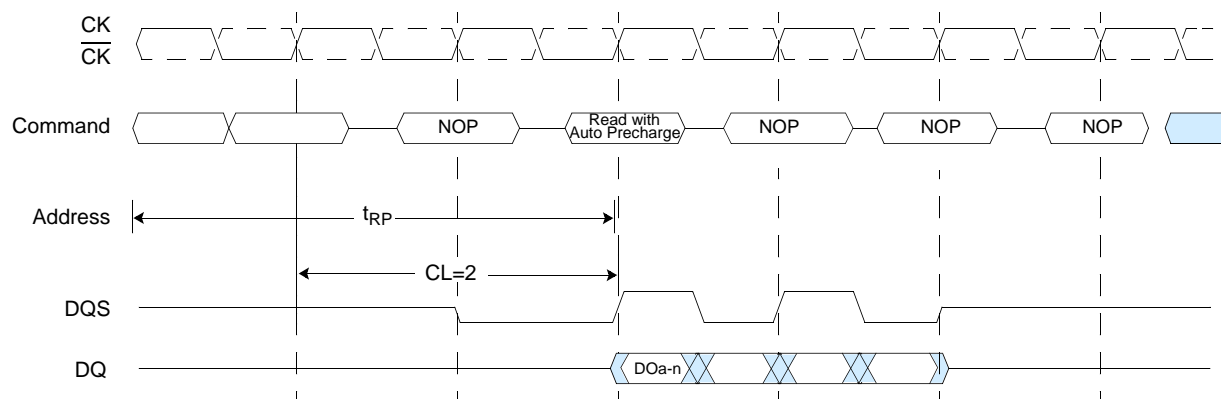 CK
CK
Command
NOP
Read with
Auto Precharge
NOP
NOP
NOP
Address
tRP
CL=2
DQS
DQ
DOa-n